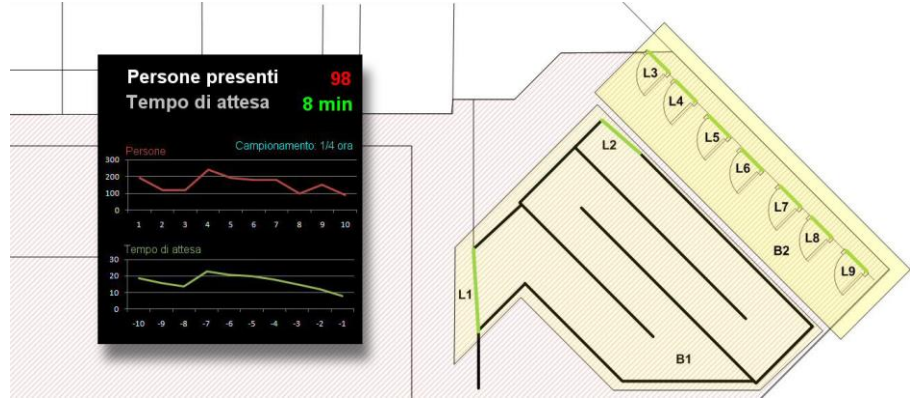 Persone presenti 98
Tempo di attesa 8 min
Campionamento: 1/4 ora
Persone
300
200
100
0
1 2 3 4 5 6 7 8 9 10
Tempo di attesa
30
20
10
0
-10 -9 -8 -7 -6 -5 -4 -3 -2 -1
L3
L4
L5
L2
L6
L7
L8
B2
L9
L1
B1